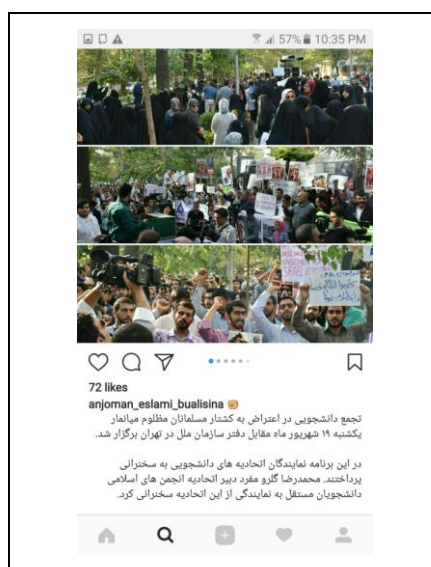 57% 10:35 PM
72 likes
anjoman_eslami_bualisina
تجمع دانشجویی در اعتراض به کشتار مسلمانان مظلوم میانمار
یکشنبه ۱۹ شهریور ماه مقابل دفتر سازمان ملل در تهران برگزار شد.
در این برنامه نمایندگان اتحادیه های دانشجویی به سخنرانی
پرداختند. محمدرضا گلرو مفرد دبیر اتحادیه انجمن های اسلامی
دانشجویان مستقل به نمایندگی از این اتحادیه سخنرانی کرد.